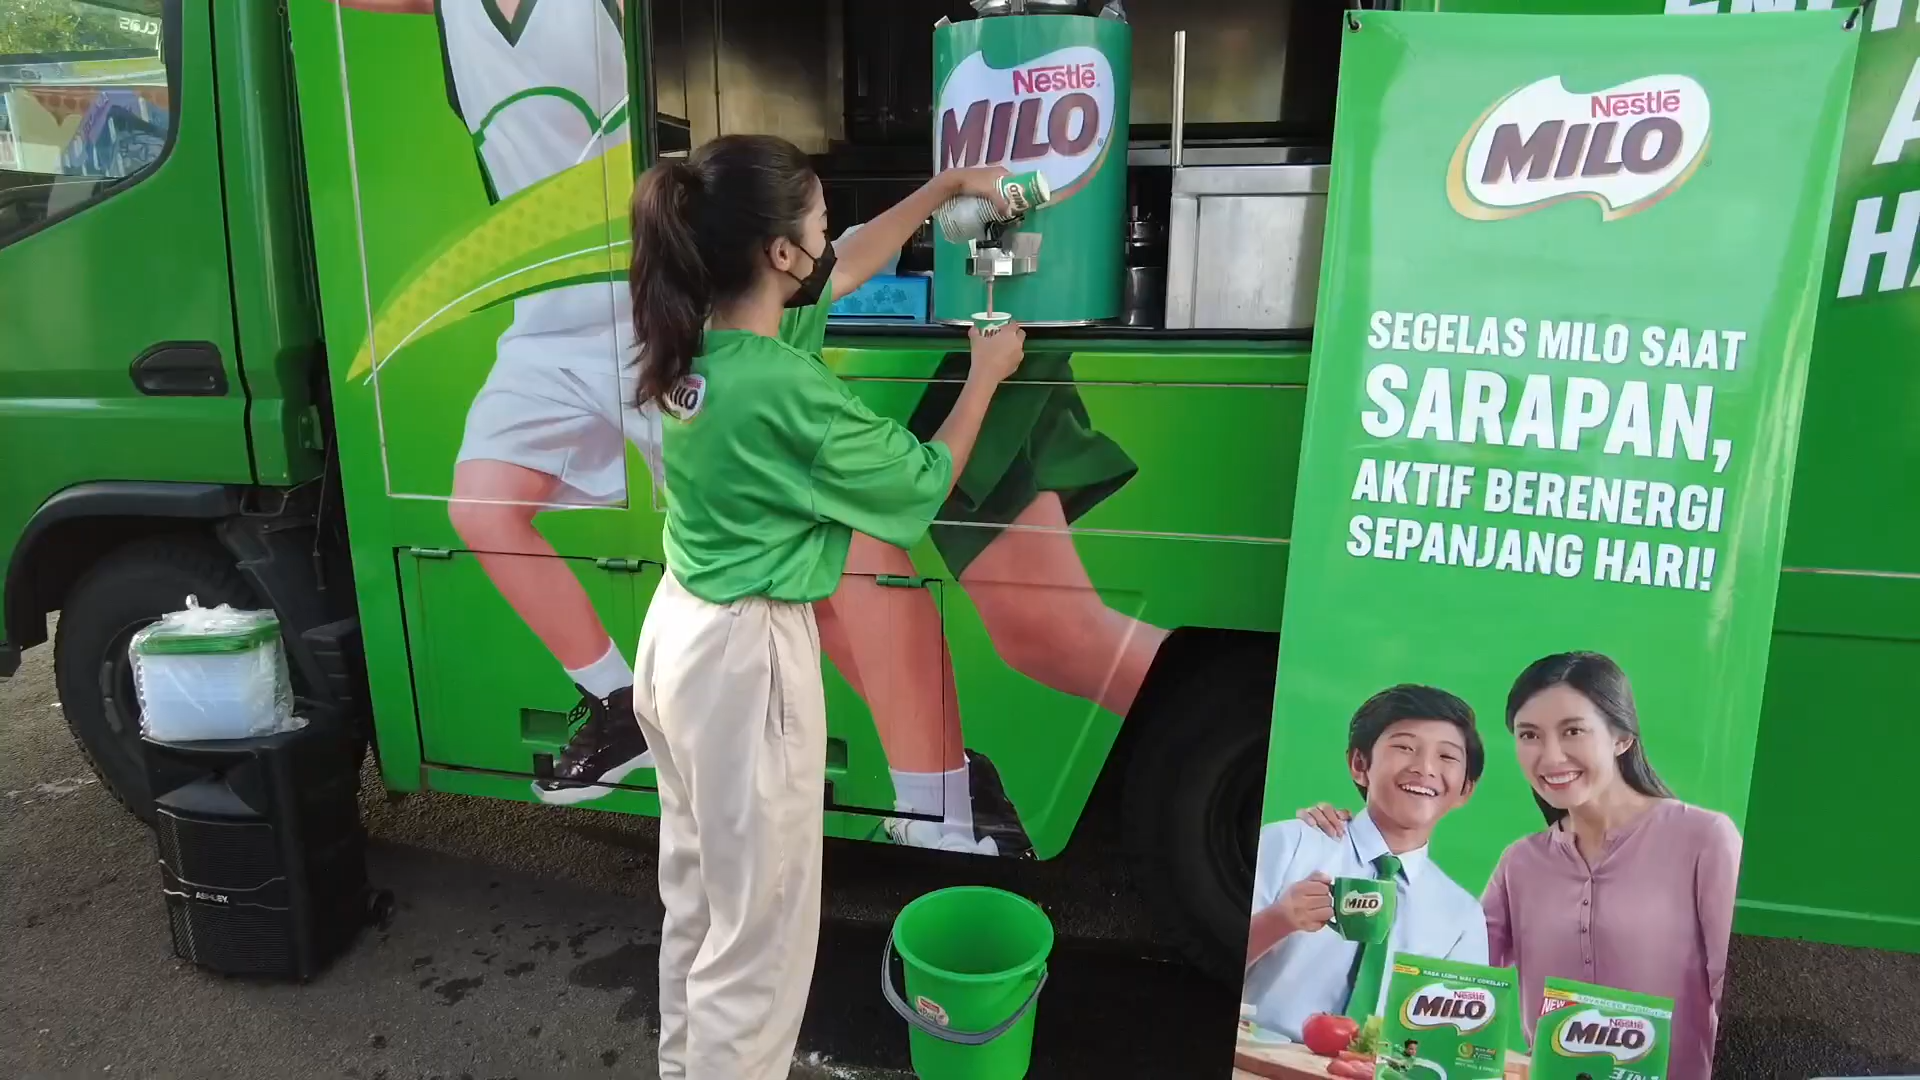 Nestlé
MILO
Nestlé
MILO
SEGELAS MILO SAAT
SARAPAN,
AKTIF BERENERGI
SEPANJANG HARI!
MILO
MILO
Nestlé
MILO
NEW
Nestlé
MILO
ASHLEY